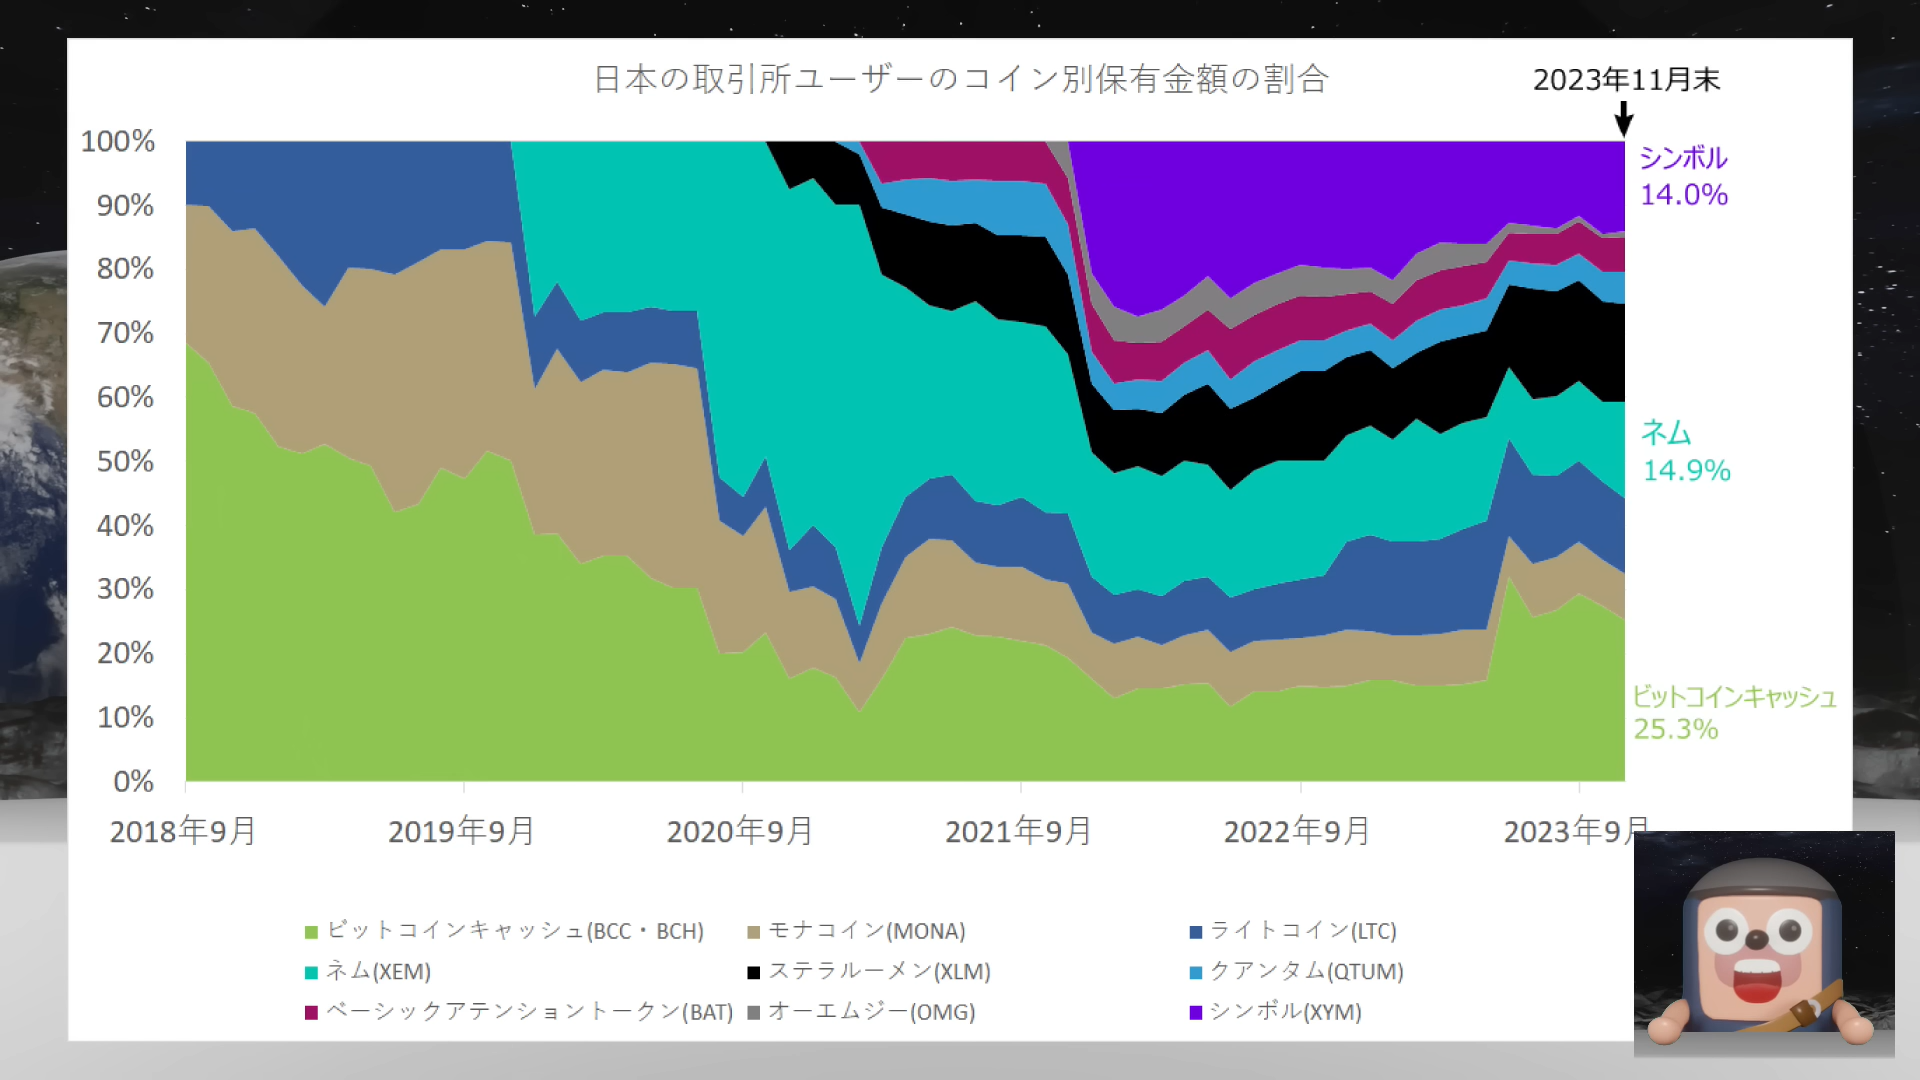 日本の取引所ユーザーのコイン別保有金額の割合
2023年11月末
100%
90%
80%
70%
60%
50%
40%
30%
20%
10%
0%
シンボル
14.0%
ネム
14.9%
ビットコインキャッシュ
25.3%
2018年9月
2019年9月
2020年9月
2021年9月
2022年9月
2023年9月
ビットコインキャッシュ(BCC・BCH)
モナコイン(MONA)
ライトコイン(LTC)
ネム(XEM)
ステラルーメン(XLM)
クアンタム(QTUM)
ベーシックアテンショントークン(BAT)
オーエムジー(OMG)
シンボル(XYM)